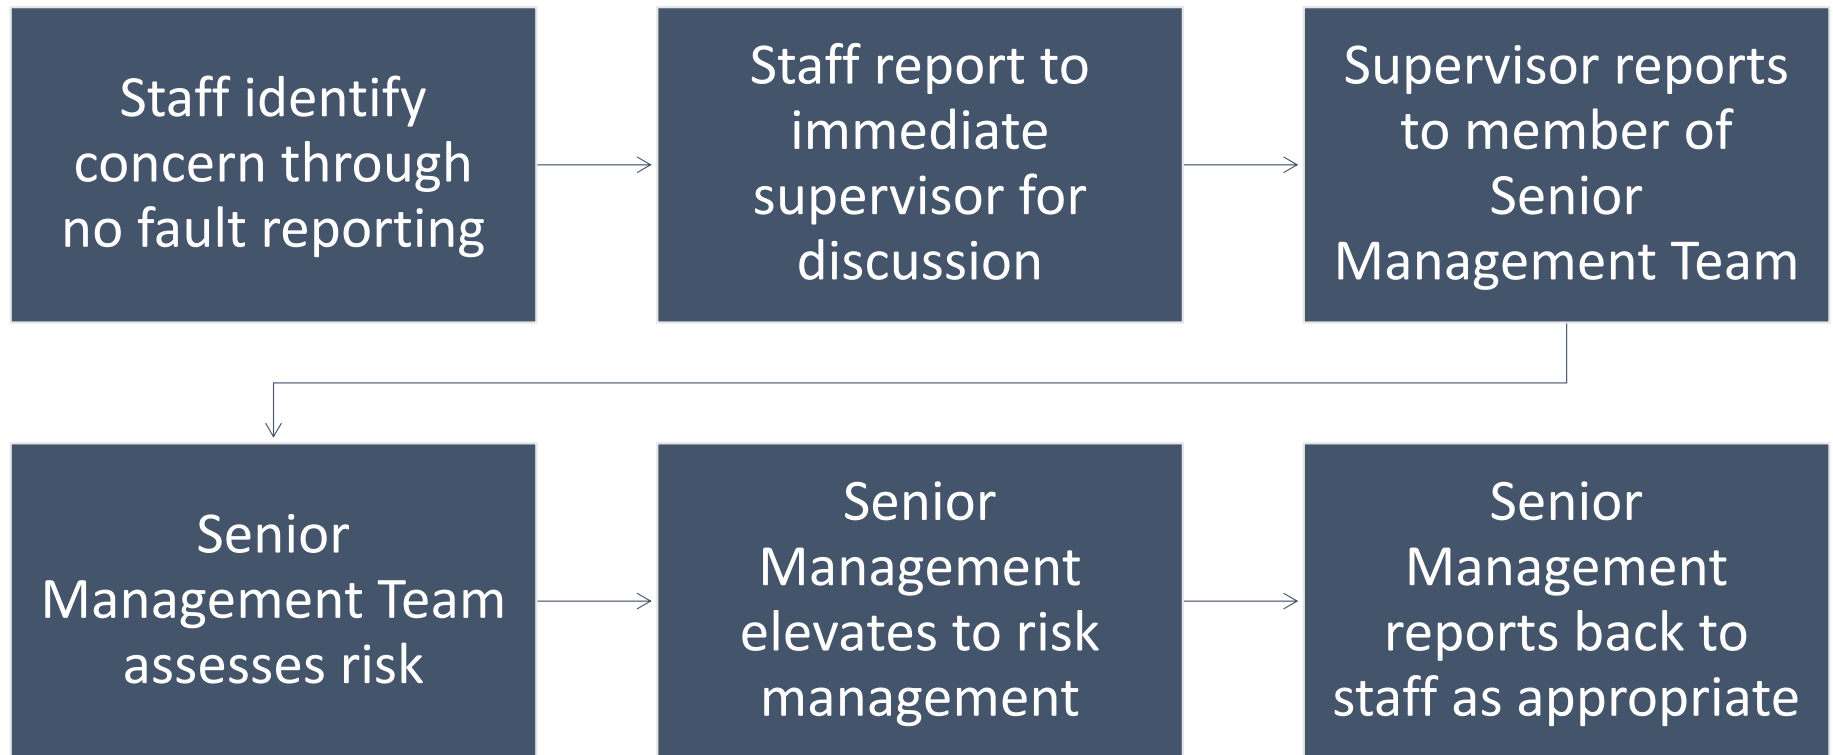 Staff identify
concern through
no fault reporting
Staff report to
immediate
supervisor for
discussion
Supervisor reports
to member of
Senior
Management Team
Senior
Management Team
assesses risk
Senior
Management
elevates to risk
management
Senior
Management
reports back to
staff as appropriate